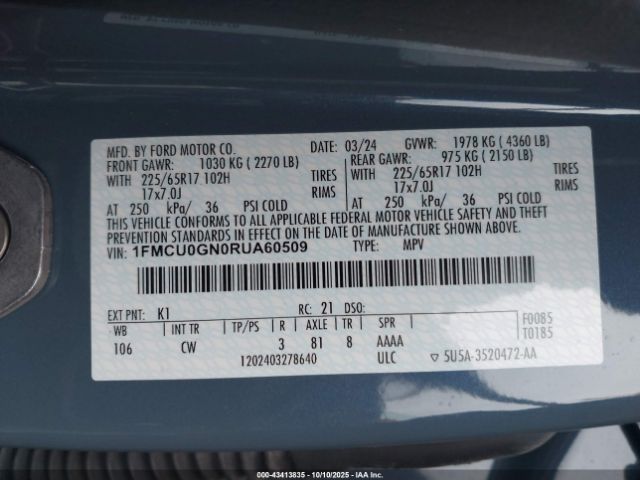 MFD. BY FORD MOTOR CO. DATE: 03/24 GVWR: 1978 KG (4360 LB)
FRONT GAWR: 1030 KG (2270 LB) REAR GAWR: 975 KG (2150 LB)
WITH 225/65R17 102H TIRES WITH 225/65R17 102H TIRES
17x7.0J RIMS 17x7.0J RIMS
AT 250 kPa/ 36 PSI COLD AT 250 kPa/ 36 PSI COLD
THIS VEHICLE CONFORMS TO ALL APPLICABLE FEDERAL MOTOR VEHICLE SAFETY AND THEFT
PREVENTION STANDARDS IN EFFECT ON THE DATE OF MANUFACTURE SHOWN ABOVE.
VIN: 1FMCU0GN0RUA60509 TYPE: MPV
EXT PNT: K1 RC: 21 DSO:
WB INT TR TP/PS R AXLE TR SPR F0085
106 CW 3 81 8 AAAA T0185
1202403278640 ULC 5U5A-3520472-AA
#43413835 - 10/10/2025 - IAA Inc.